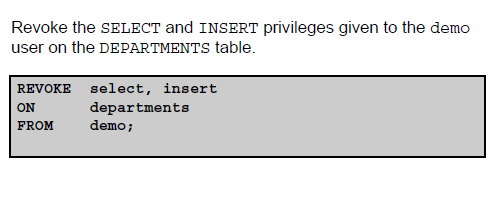 Revoke the SELECT and INSERT privileges given to the demo
user on the DEPARTMENTS table.
REVOKE select, insert
ON departments
FROM demo;